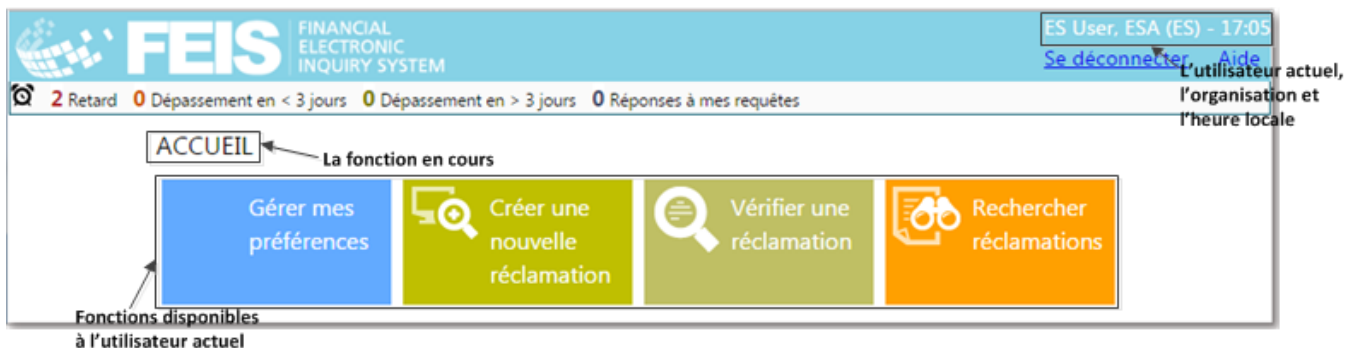 FEIS
FINANCIAL
ELECTRONIC
INQUIRY SYSTEM
ES User, ESA (ES) - 17:05
Se déconnecter Aide
L'utilisateur actuel,
l'organisation et
l'heure locale
2 Retard 0 Dépassement en < 3 jours 0 Dépassement en > 3 jours 0 Réponses à mes requêtes
ACCUEIL
La fonction en cours
Gérer mes
préférences
Créer une
nouvelle
réclamation
Vérifier une
réclamation
Rechercher
réclamations
Fonctions disponibles
à l'utilisateur actuel